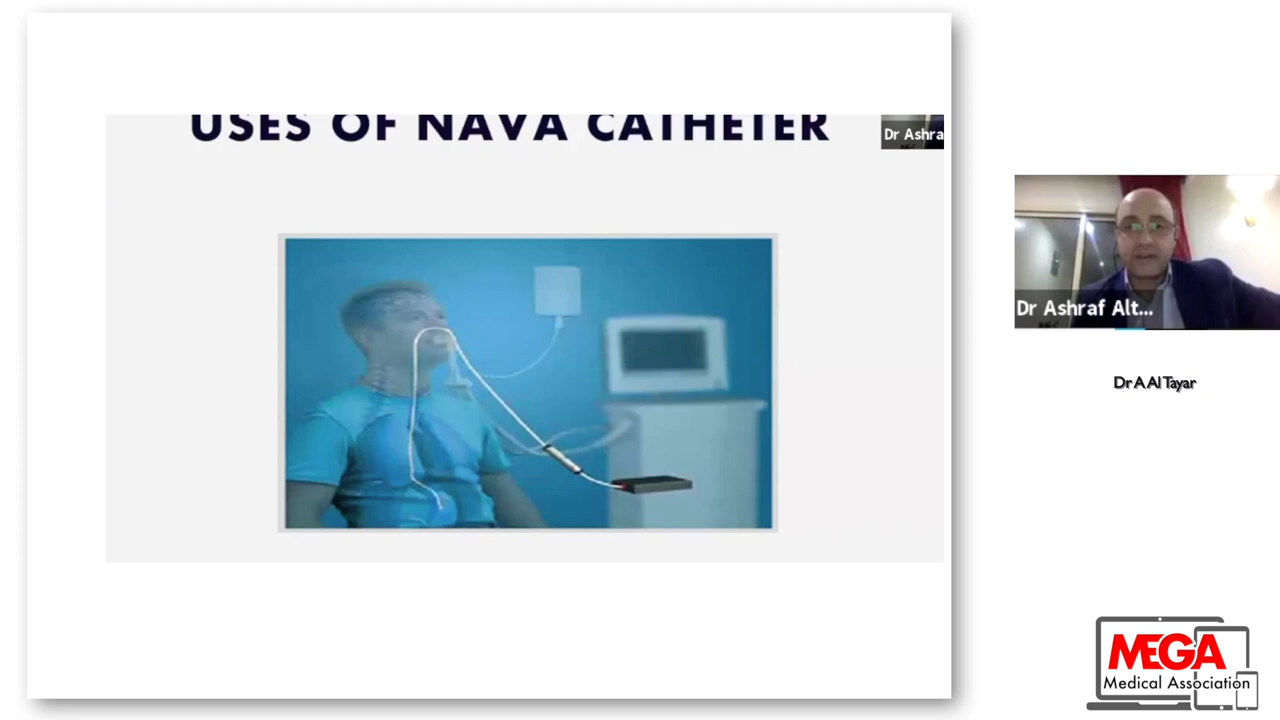 USES OF NAVA CATHETER
Dr Ashra
Dr Ashraf Alt...
Dr A Al Tayar
MEGA
Medical Association